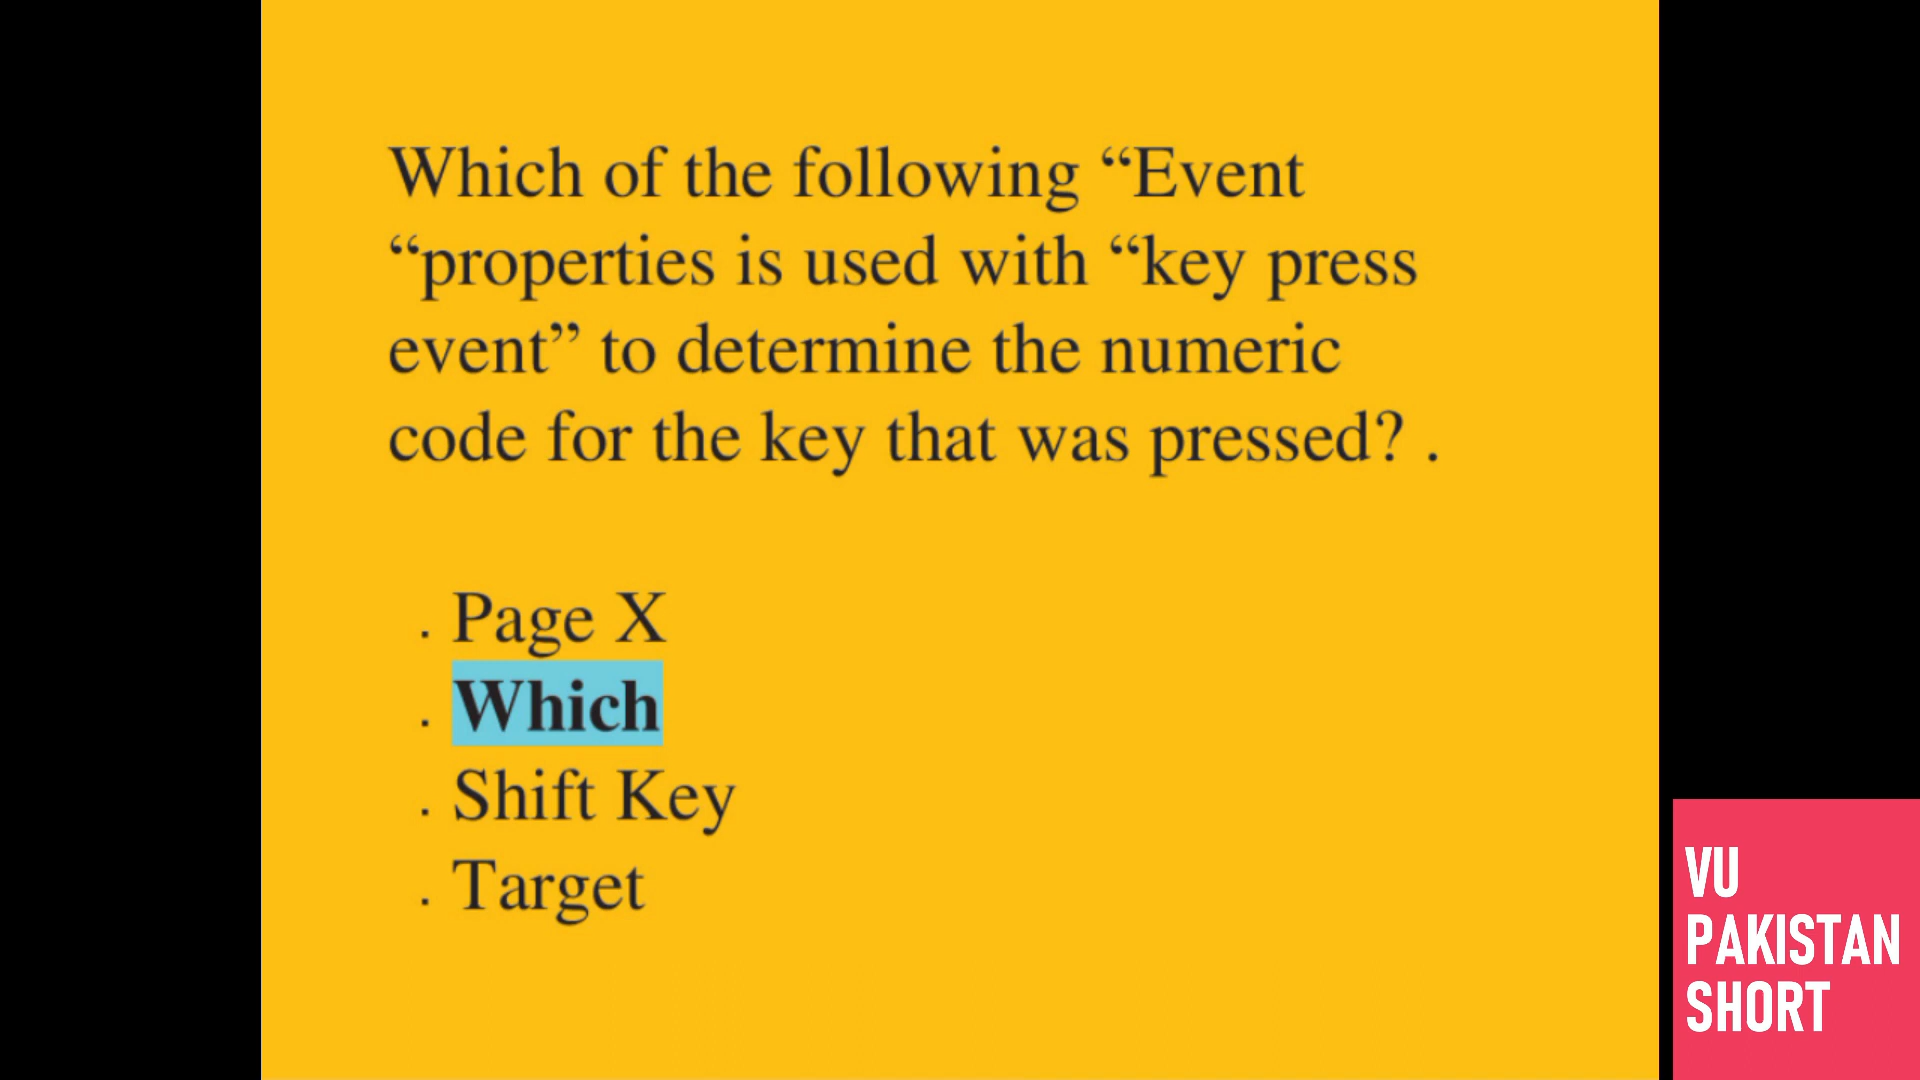 Which of the following “Event
“properties is used with “key press
event” to determine the numeric
code for the key that was pressed? .
. Page X
. Which
. Shift Key
. Target
VU
PAKISTAN
SHORT